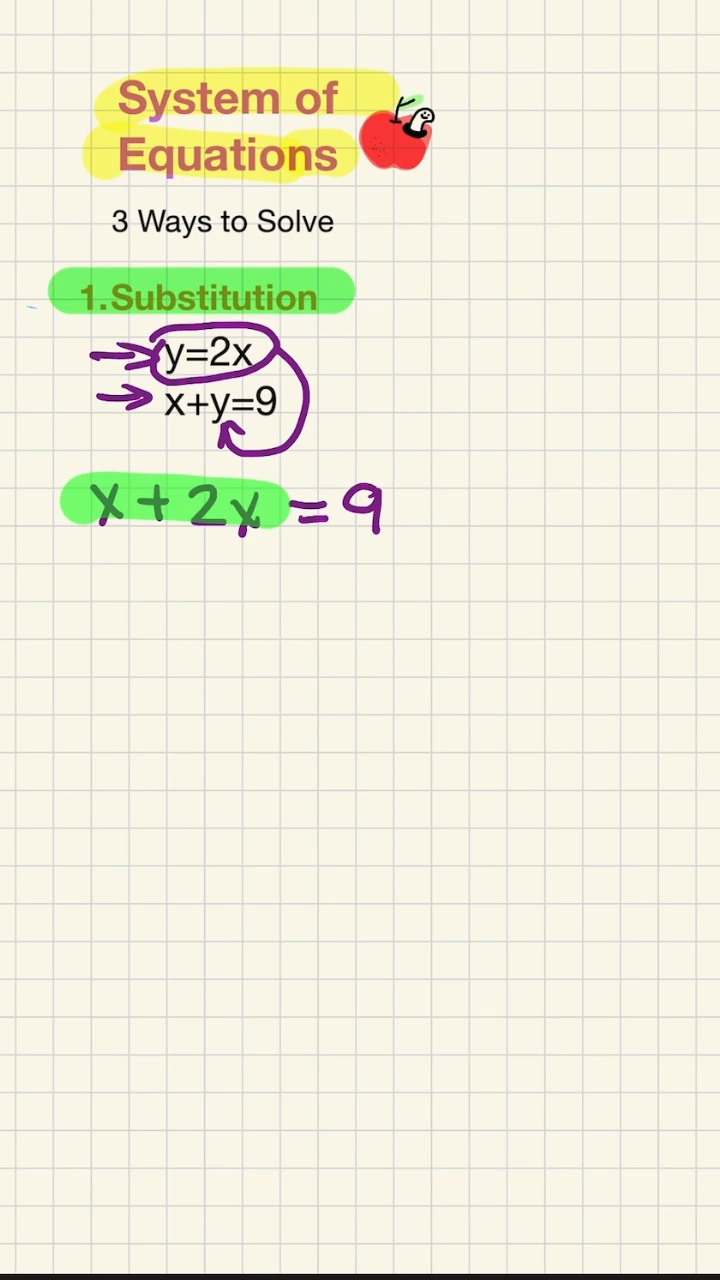 System of
Equations
3 Ways to Solve
1.Substitution
y=2x
x+y=9
x + 2x = 9